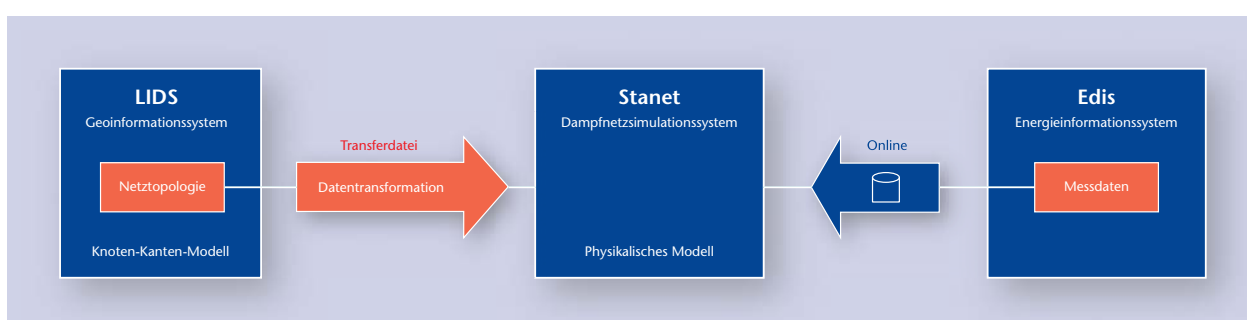 LIDS
Geoinformationssystem
Netztopologie
Knoten-Kanten-Modell
Transferdatei
Datentransformation
Stanet
Dampfnetzsimulationssystem
Physikalisches Modell
Online
Edis
Energieinformationssystem
Messdaten